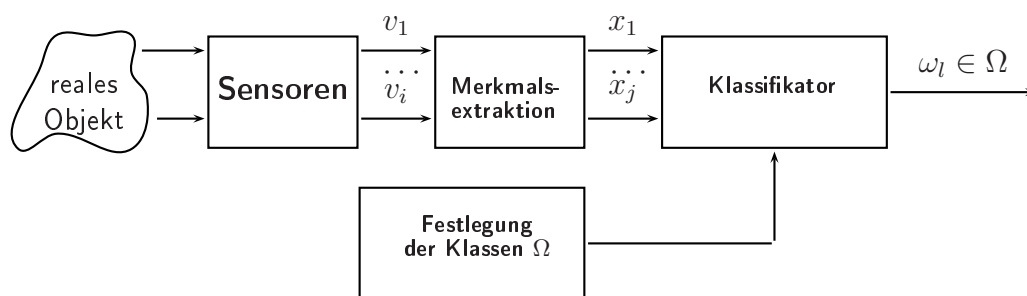 reales
Objekt
Sensoren
v₁
...
vᵢ
Merkmals-
extraktion
x₁
...
xⱼ
Klassifikator
ωₗ ∈ Ω
Festlegung
der Klassen Ω